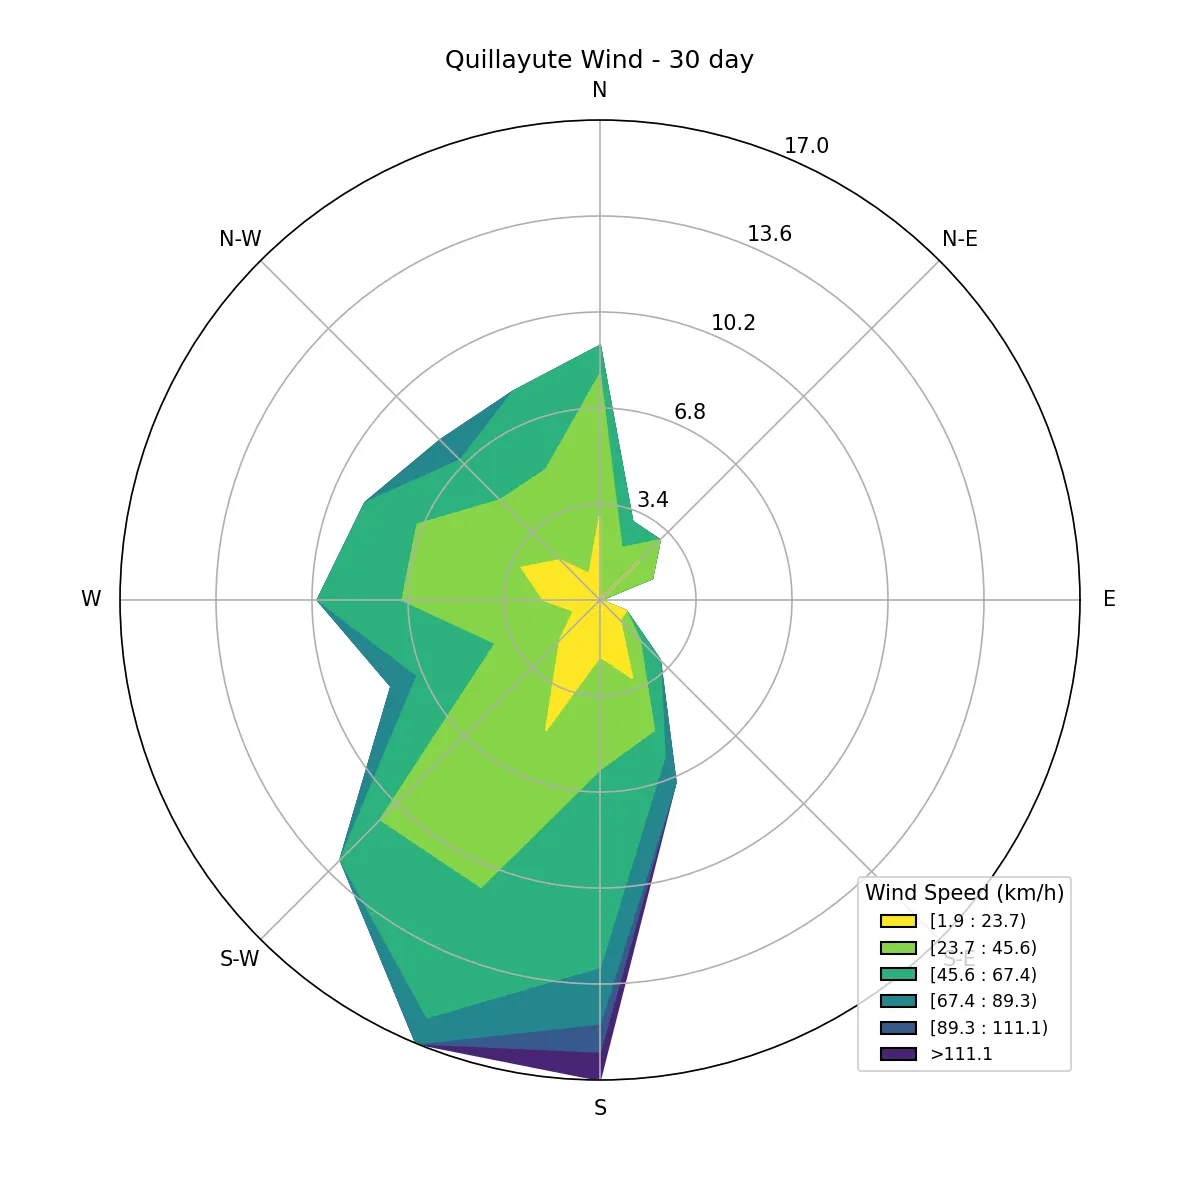 Quillayute Wind - 30 day
N
17.0
N-W
13.6
N-E
10.2
6.8
3.4
W
E
Wind Speed (km/h)
[1.9 : 23.7)
[23.7 : 45.6)
S-W
S-E
[45.6 : 67.4)
[67.4 : 89.3)
[89.3 : 111.1)
>111.1
S